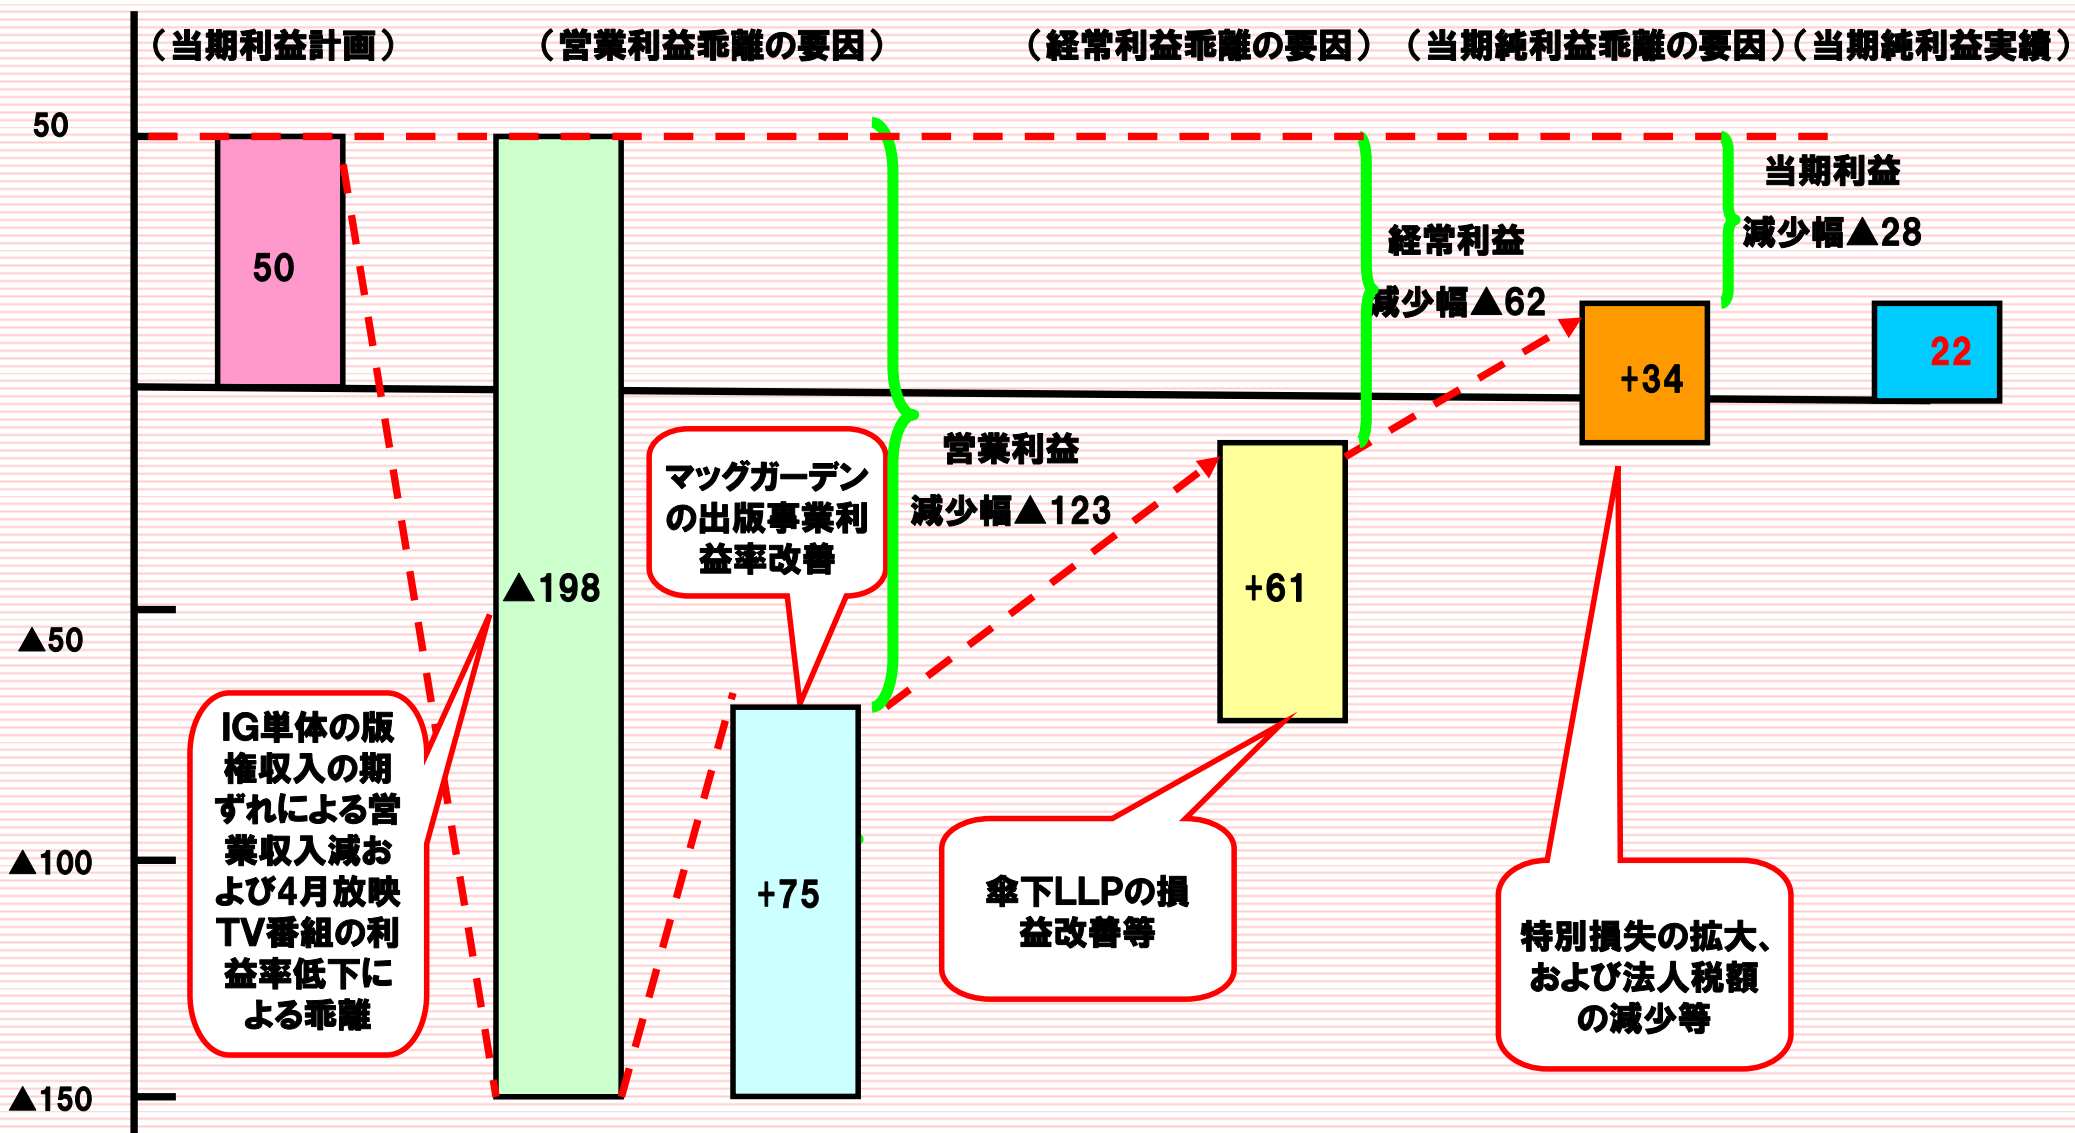 （当期利益計画）
（営業利益乖離の要因）
（経常利益乖離の要因）
（当期純利益乖離の要因）
（当期純利益実績）
50
▲50
▲100
▲150
50
▲198
IG単体の版
権収入の期
ずれによる営
業収入減お
よび4月放映
TV番組の利
益率低下に
よる乖離
マッグガーデン
の出版事業利
益率改善
+75
営業利益
減少幅▲123
+61
傘下LLPの損
益改善等
経常利益
減少幅▲62
+34
特別損失の拡大、
および法人税額
の減少等
当期利益
減少幅▲28
22